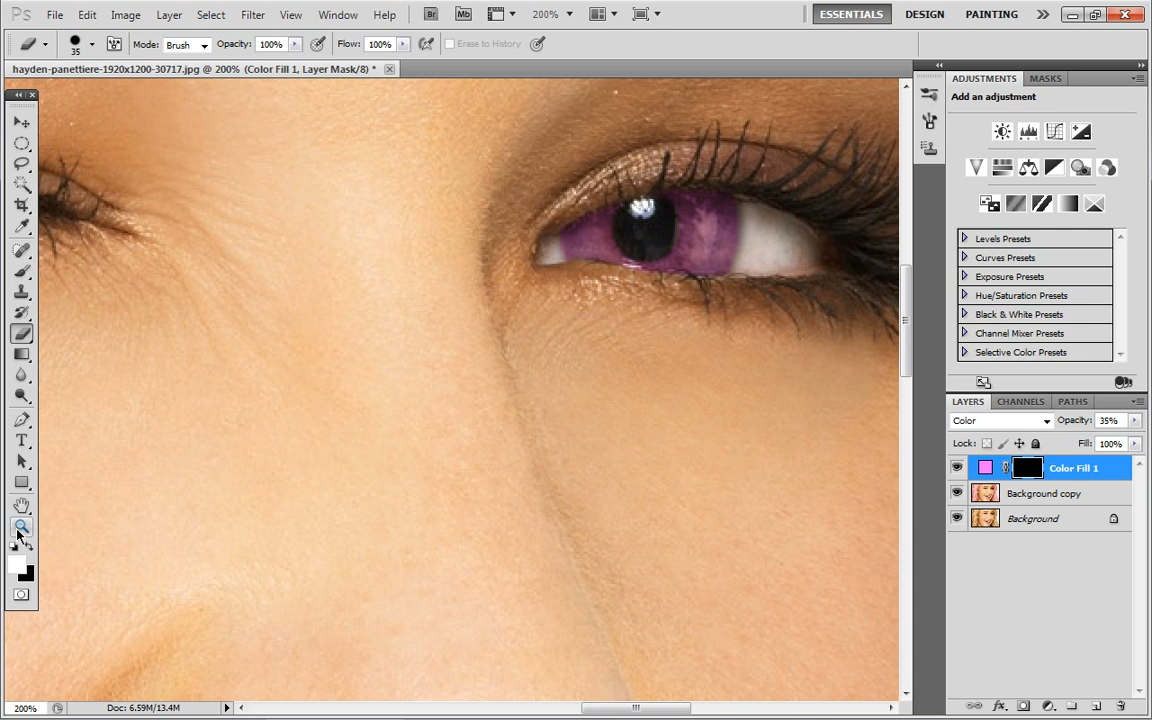 Ps File Edit Image Layer Select Filter View Window Help Br Mb 200% ESSENTIALS DESIGN PAINTING
35 Mode: Brush Opacity: 100% Flow: 100% Erase to History
hayden-panettiere-1920x1200-30717.jpg @ 200% (Color Fill 1, Layer Mask/8) *
ADJUSTMENTS MASKS
Add an adjustment
Levels Presets
Curves Presets
Exposure Presets
Hue/Saturation Presets
Black & White Presets
Channel Mixer Presets
Selective Color Presets
LAYERS CHANNELS PATHS
Color Opacity: 35%
Lock: Fill: 100%
Color Fill 1
Background copy
Background
T
fx
200% Doc: 6.59M/13.4M